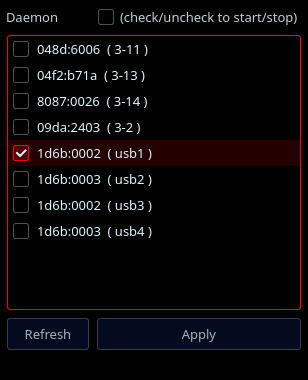 Daemon (check/uncheck to start/stop)
048d:6006 ( 3-11 )
04f2:b71a ( 3-13 )
8087:0026 ( 3-14 )
09da:2403 ( 3-2 )
1d6b:0002 ( usb1 )
1d6b:0003 ( usb2 )
1d6b:0002 ( usb3 )
1d6b:0003 ( usb4 )
Refresh Apply